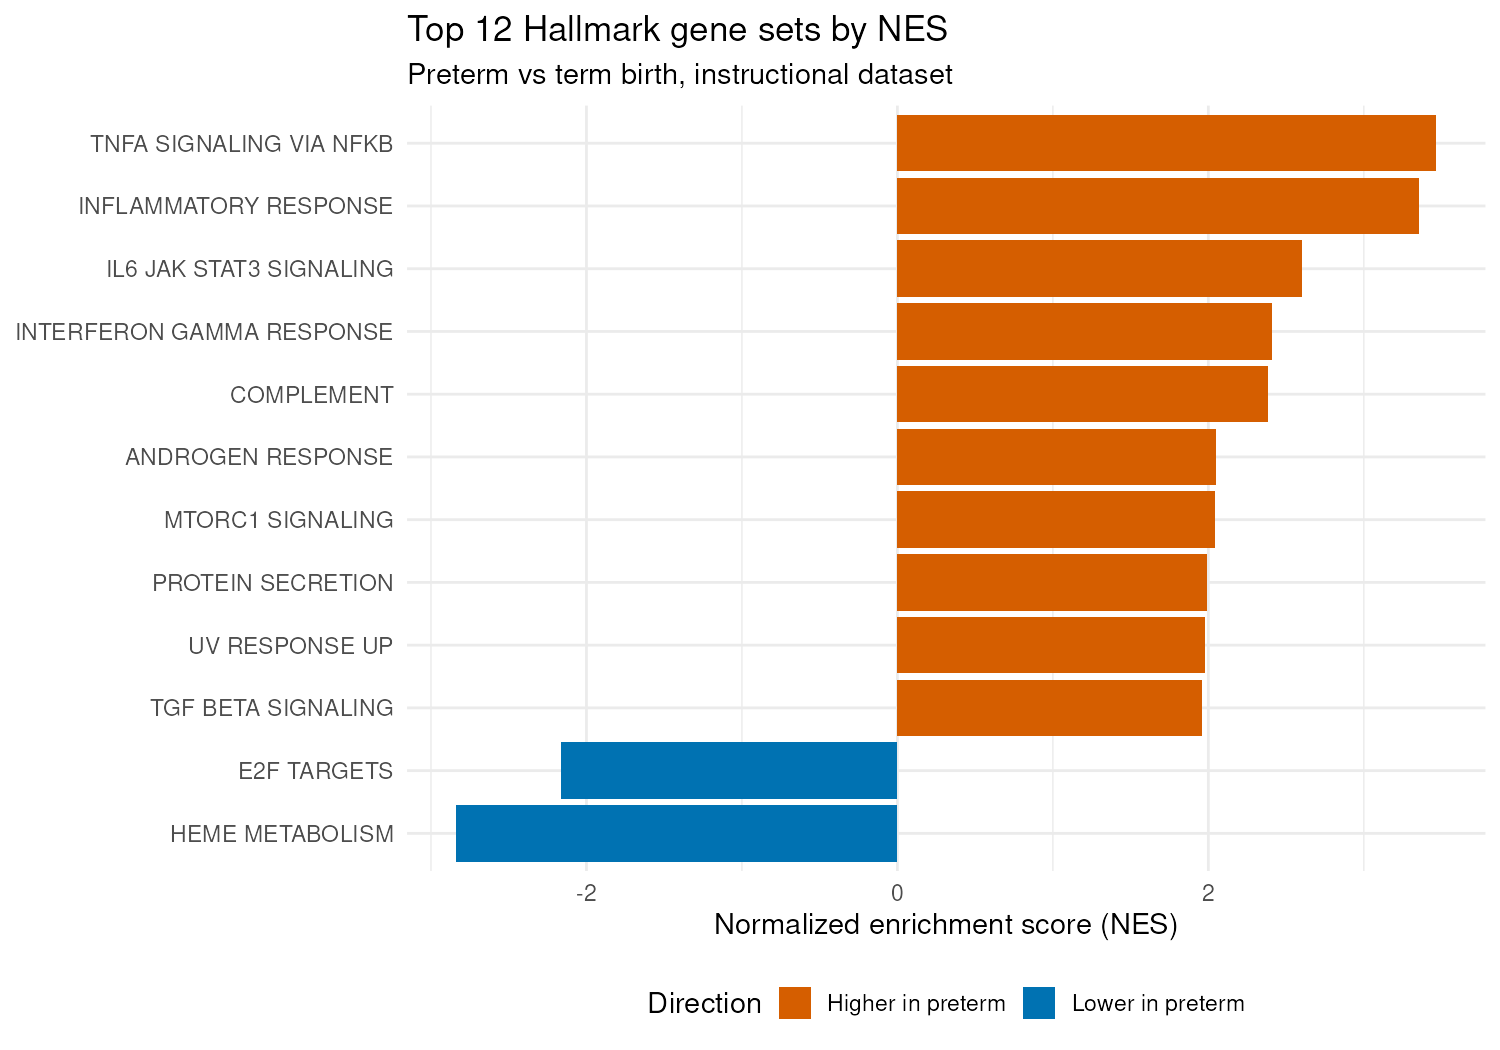 Top 12 Hallmark gene sets by NES
Preterm vs term birth, instructional dataset
TNFA SIGNALING VIA NFKB
INFLAMMATORY RESPONSE
IL6 JAK STAT3 SIGNALING
INTERFERON GAMMA RESPONSE
COMPLEMENT
ANDROGEN RESPONSE
MTORC1 SIGNALING
PROTEIN SECRETION
UV RESPONSE UP
TGF BETA SIGNALING
E2F TARGETS
HEME METABOLISM
-2 0 2
Normalized enrichment score (NES)
Direction Higher in preterm Lower in preterm